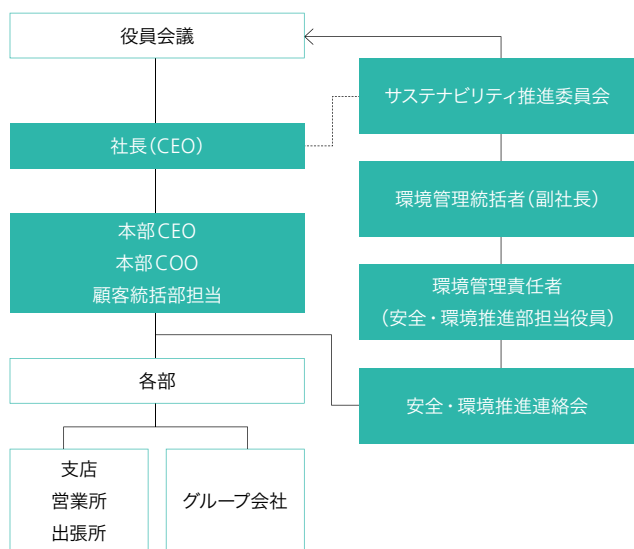 役員会議
サステナビリティ推進委員会
社長(CEO)
環境管理統括者(副社長)
本部CEO
本部COO
顧客統括部担当
環境管理責任者
(安全・環境推進部担当役員)
各部
安全・環境推進連絡会
支店
営業所
出張所
グループ会社